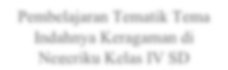 Pembelajaran Tematik Tema
Indahnya Keragaman di
Negeriku Kelas IV SD